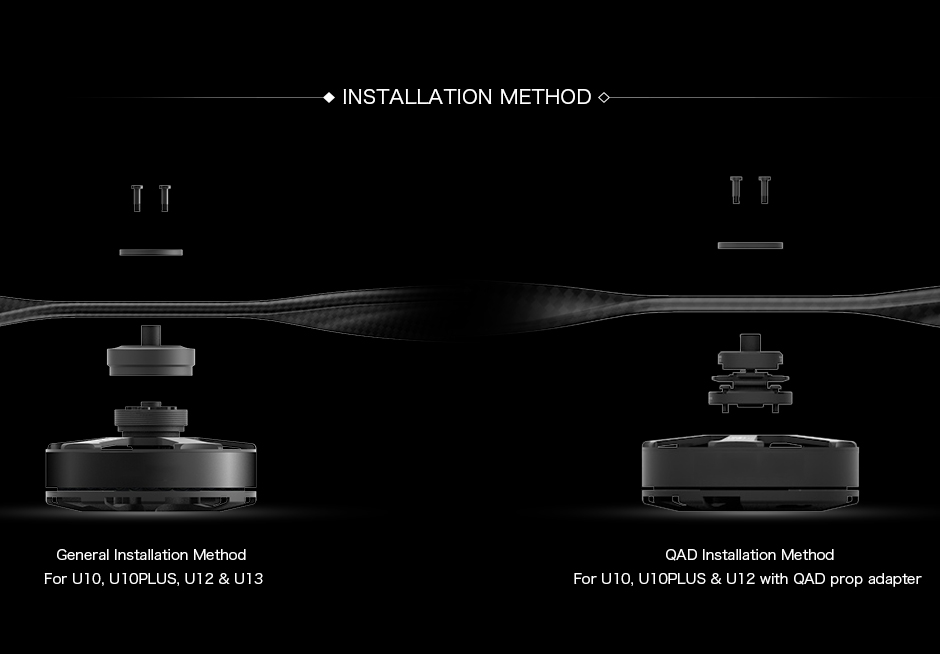 INSTALLATION METHOD
General Installation Method
For U10, U10PLUS, U12 & U13
QAD Installation Method
For U10, U10PLUS & U12 with QAD prop adapter